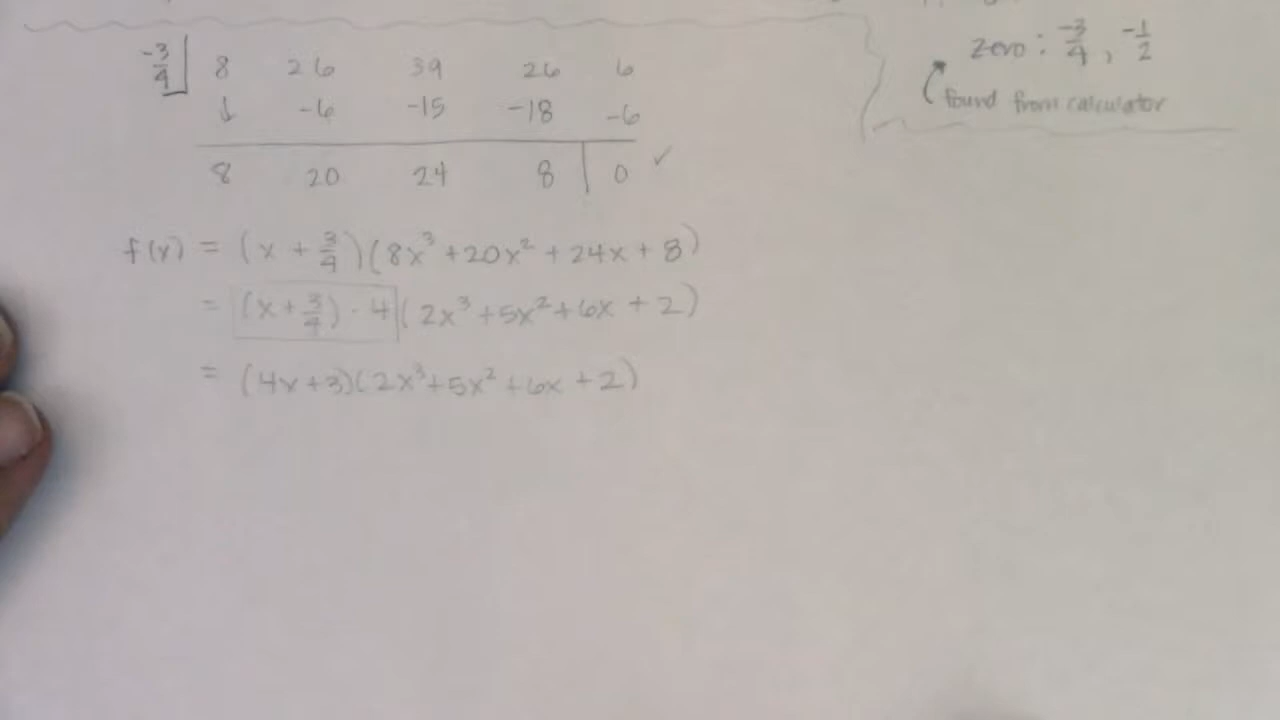 zero : -3/4 , -1/2
found from calculator
-3/4 | 8 26 39 26 6
↓ -6 -15 -18 -6
8 20 24 8 | 0 ✓
f(x) = (x + 3/4)(8x³ + 20x² + 24x + 8)
= (x + 3/4) · 4 (2x³ + 5x² + 6x + 2)
= (4x + 3)(2x³ + 5x² + 6x + 2)